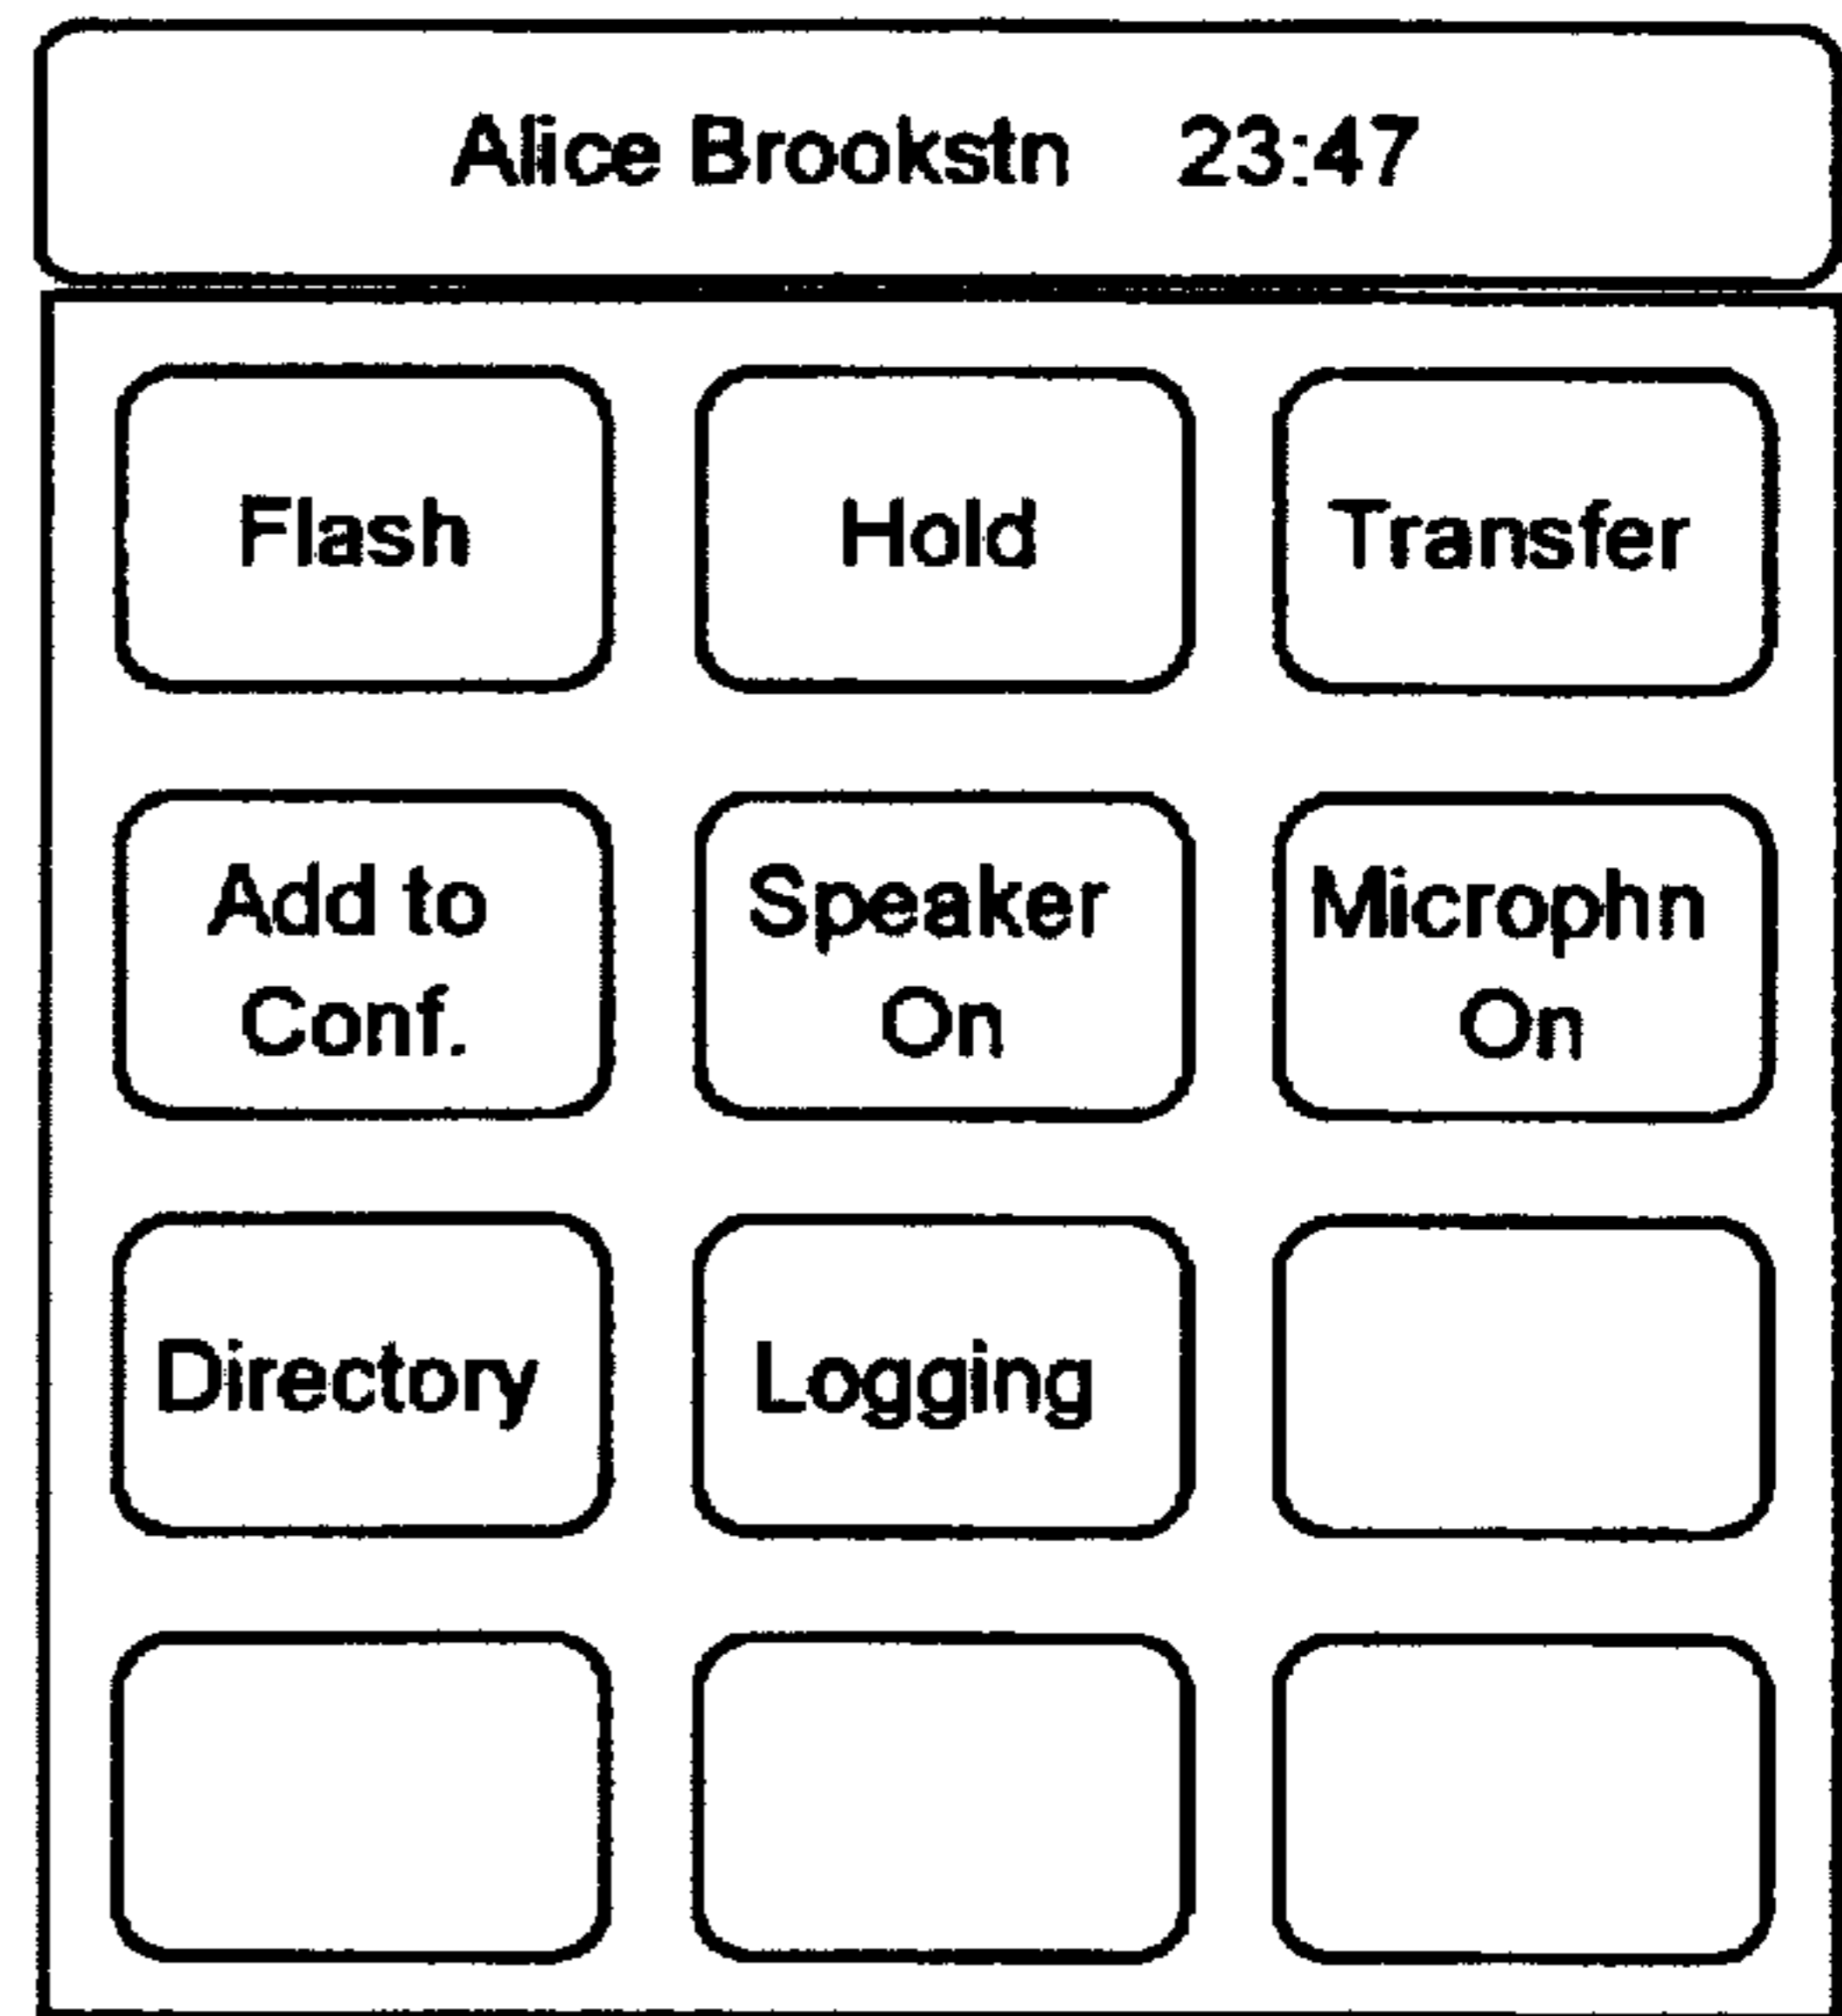 Alice Brookstn 23:47
Flash
Hold
Transfer
Add to
Conf.
Speaker
On
Microphn
On
Directory
Logging